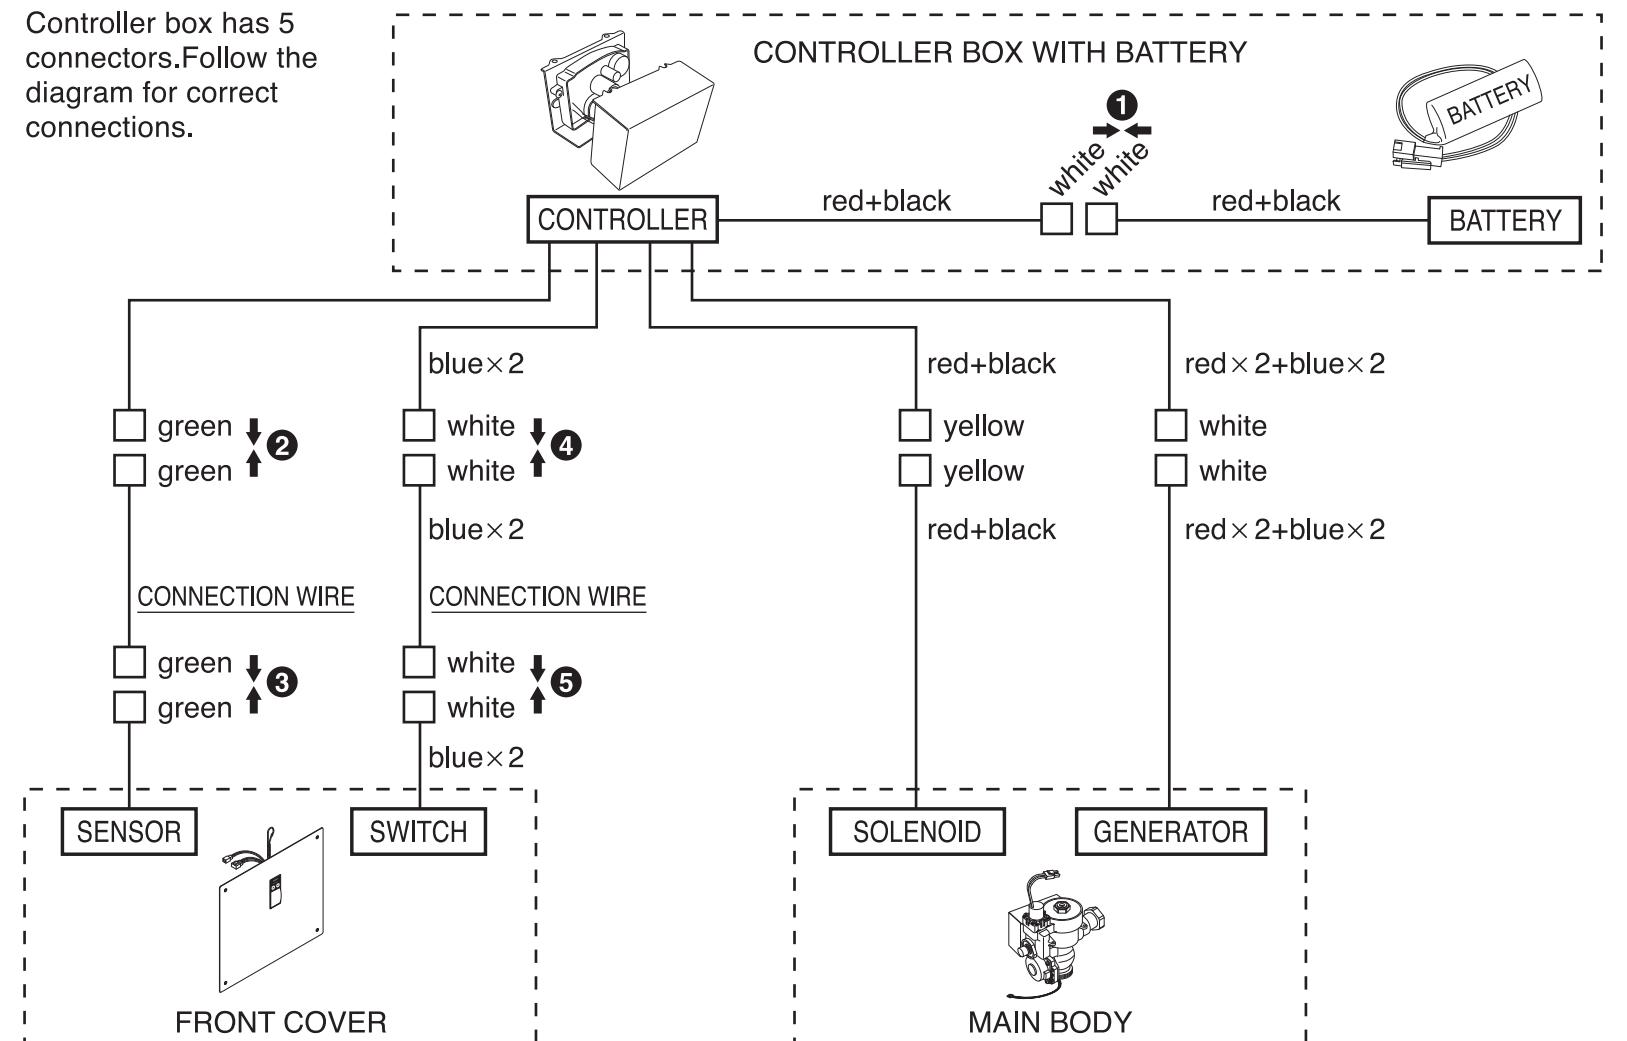 Controller box has 5
connectors.Follow the
diagram for correct
connections.
CONTROLLER BOX WITH BATTERY
BATTERY
1
white
white
CONTROLLER
red+black
red+black
BATTERY
blue×2
red+black
red×2+blue×2
green
green
2
white
white
4
yellow
yellow
white
white
blue×2
red+black
red×2+blue×2
CONNECTION WIRE
CONNECTION WIRE
green
green
3
white
white
5
blue×2
SENSOR
SWITCH
SOLENOID
GENERATOR
FRONT COVER
MAIN BODY